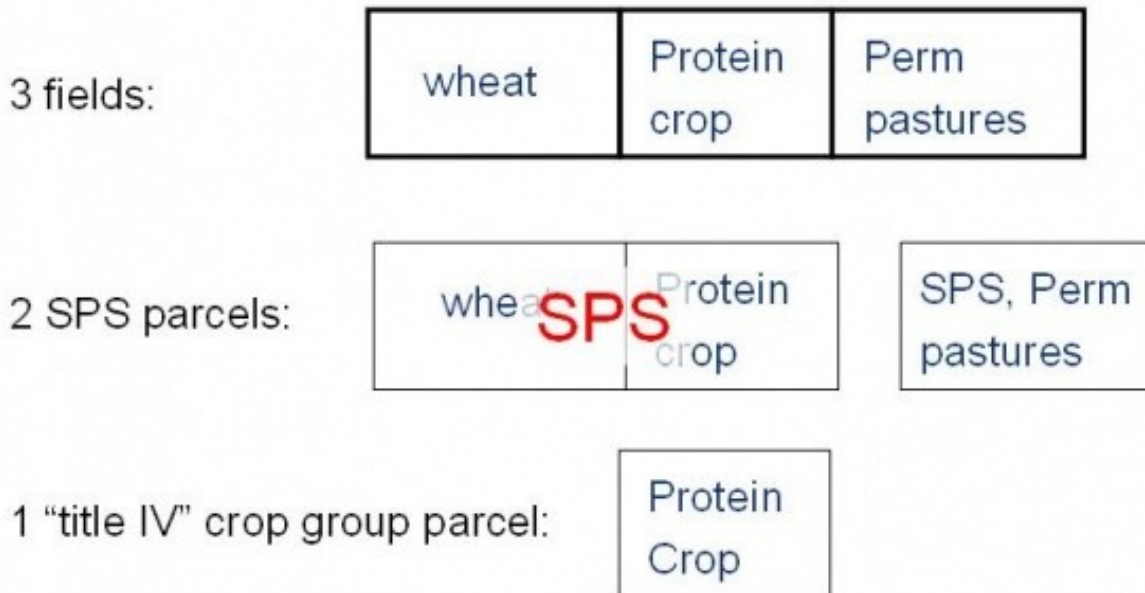 3 fields:
wheat
Protein
crop
Perm
pastures
2 SPS parcels:
wheat
SPS
Protein
crop
SPS, Perm
pastures
1 “title IV” crop group parcel:
Protein
Crop